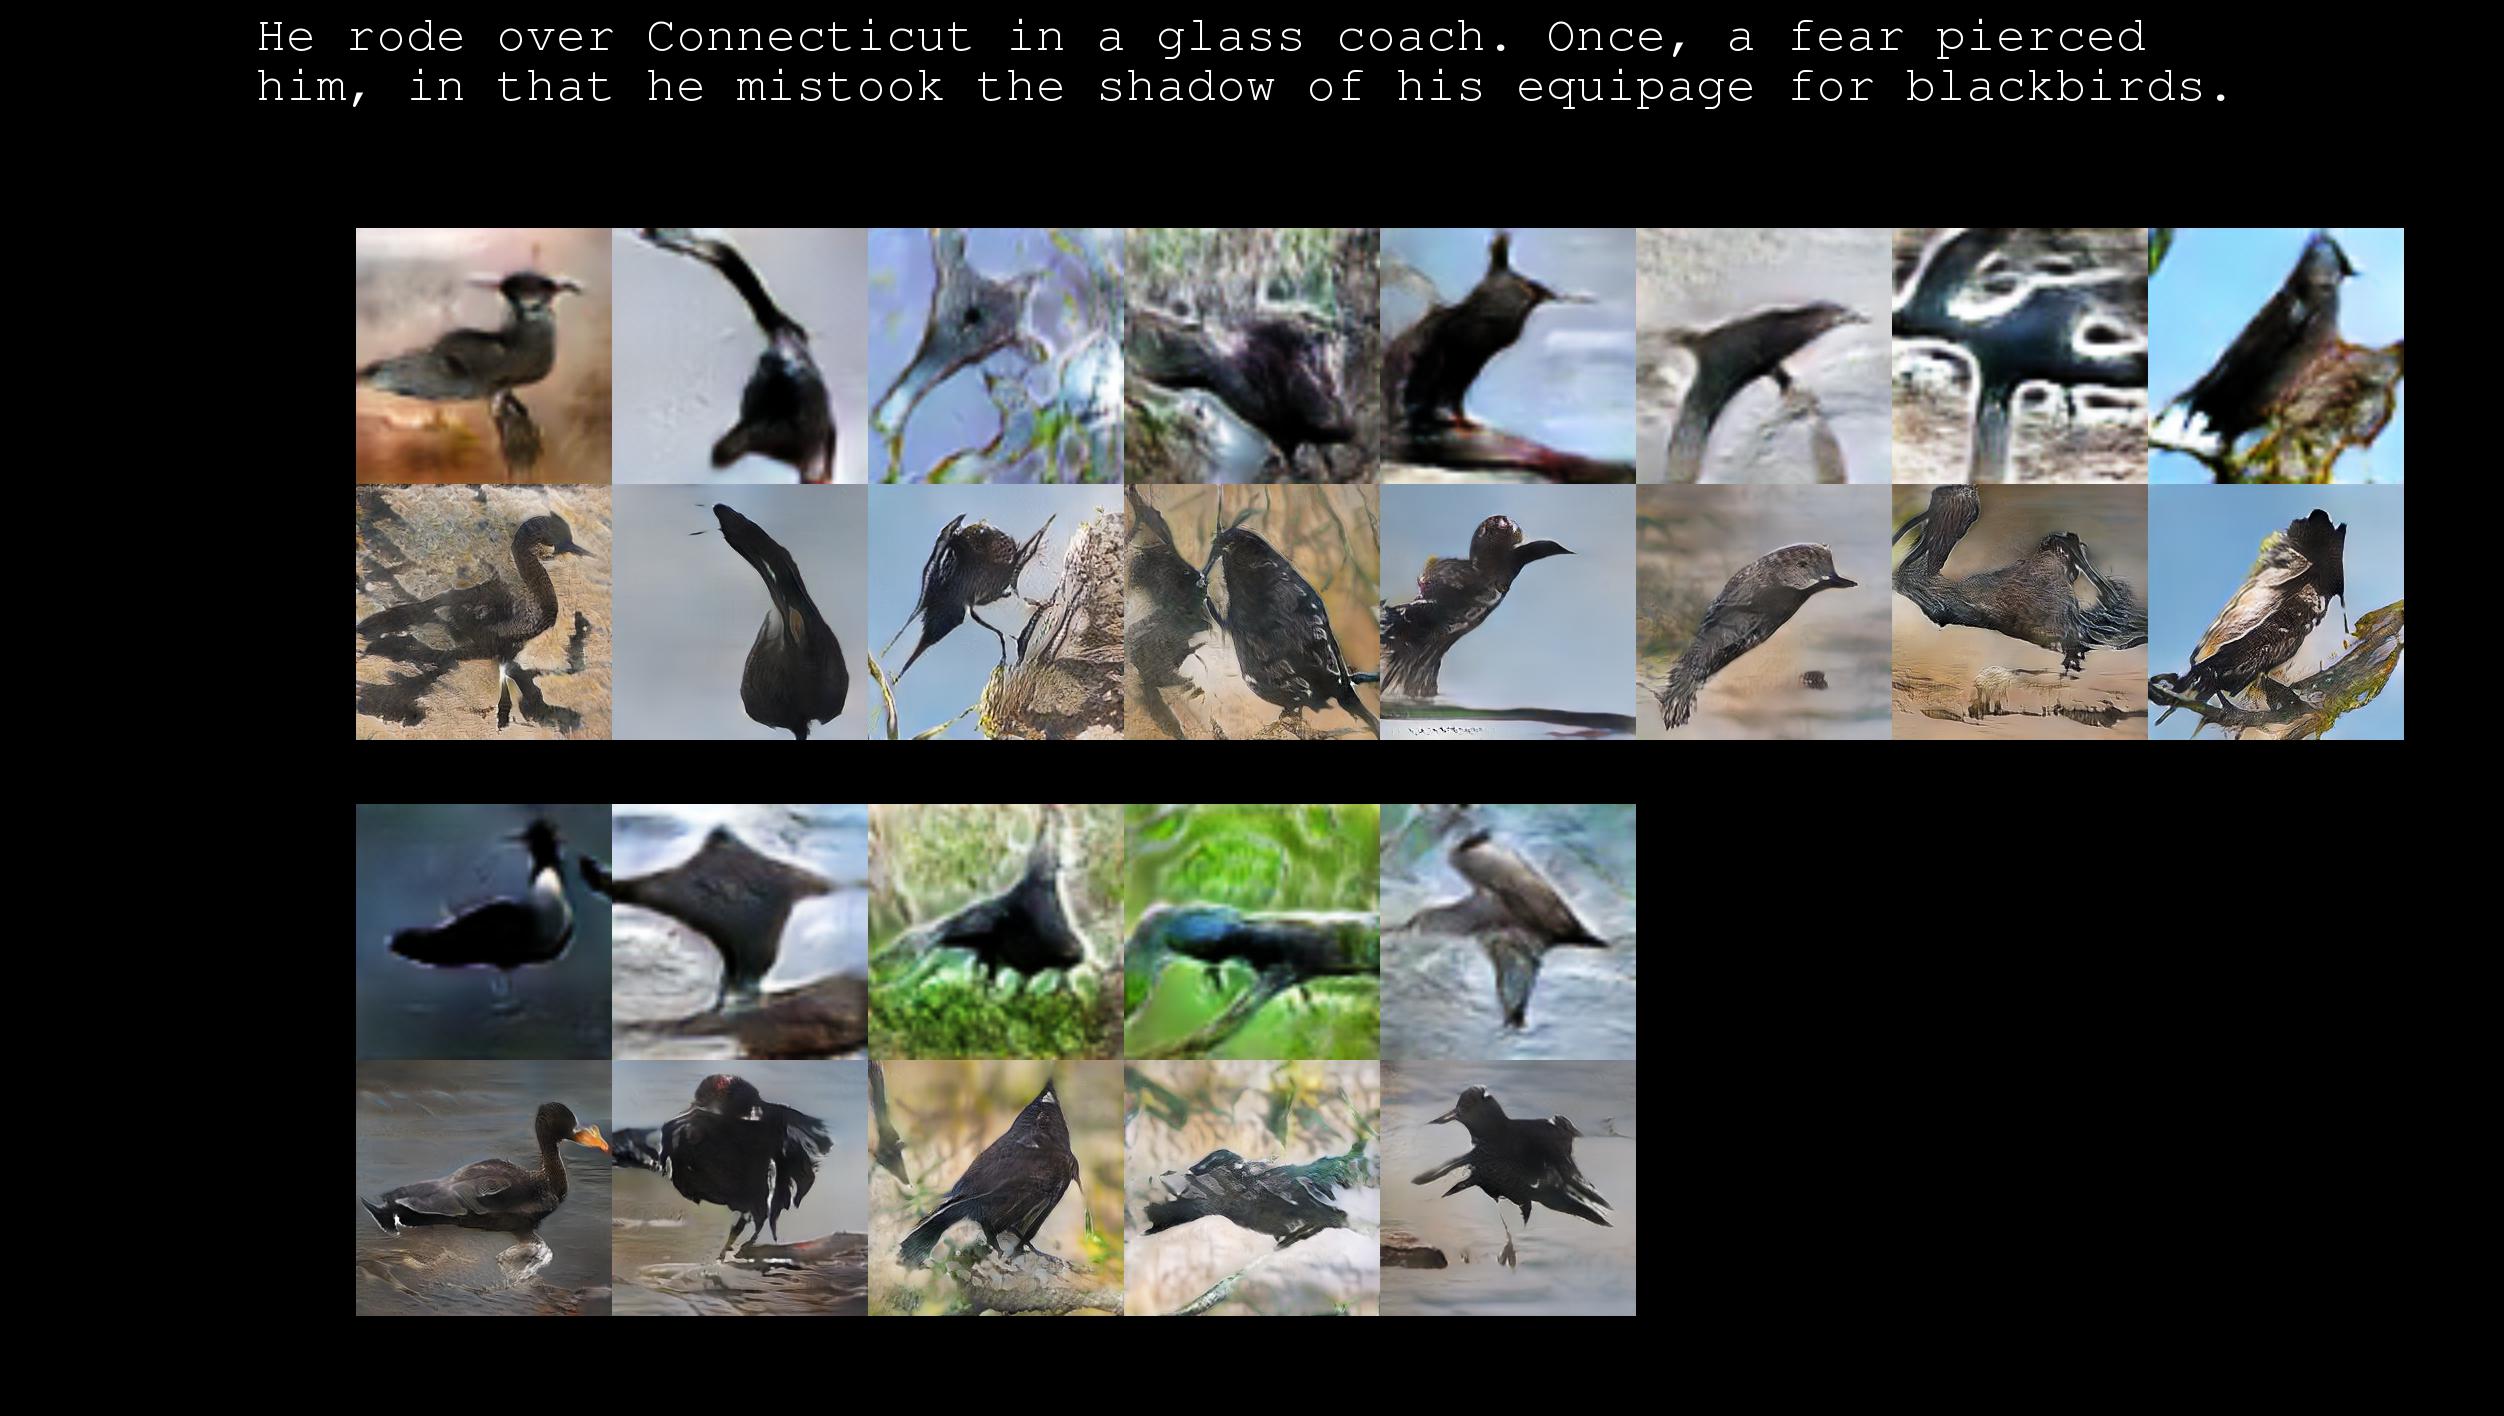 He rode over Connecticut in a glass coach. Once, a fear pierced
him, in that he mistook the shadow of his equipage for blackbirds.